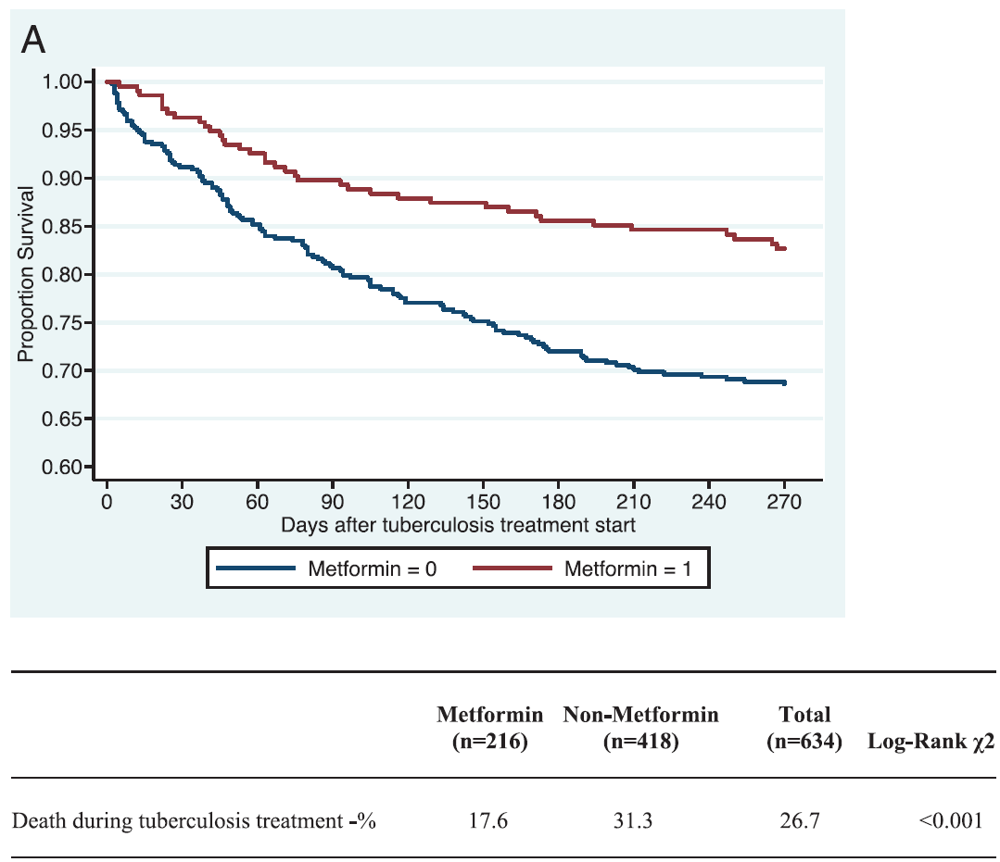 A
Proportion Survival
1.00
0.95
0.90
0.85
0.80
0.75
0.70
0.65
0.60
0 30 60 90 120 150 180 210 240 270
Days after tuberculosis treatment start
Metformin = 0 Metformin = 1
Metformin Non-Metformin Total
(n=216) (n=418) (n=634) Log-Rank χ2
Death during tuberculosis treatment -% 17.6 31.3 26.7 <0.001